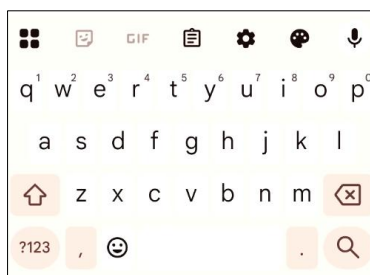 GIF
q1 w2 e3 r4 t5 y6 u7 i8 o9 p0
a s d f g h j k l
z x c v b n m
?123 , .